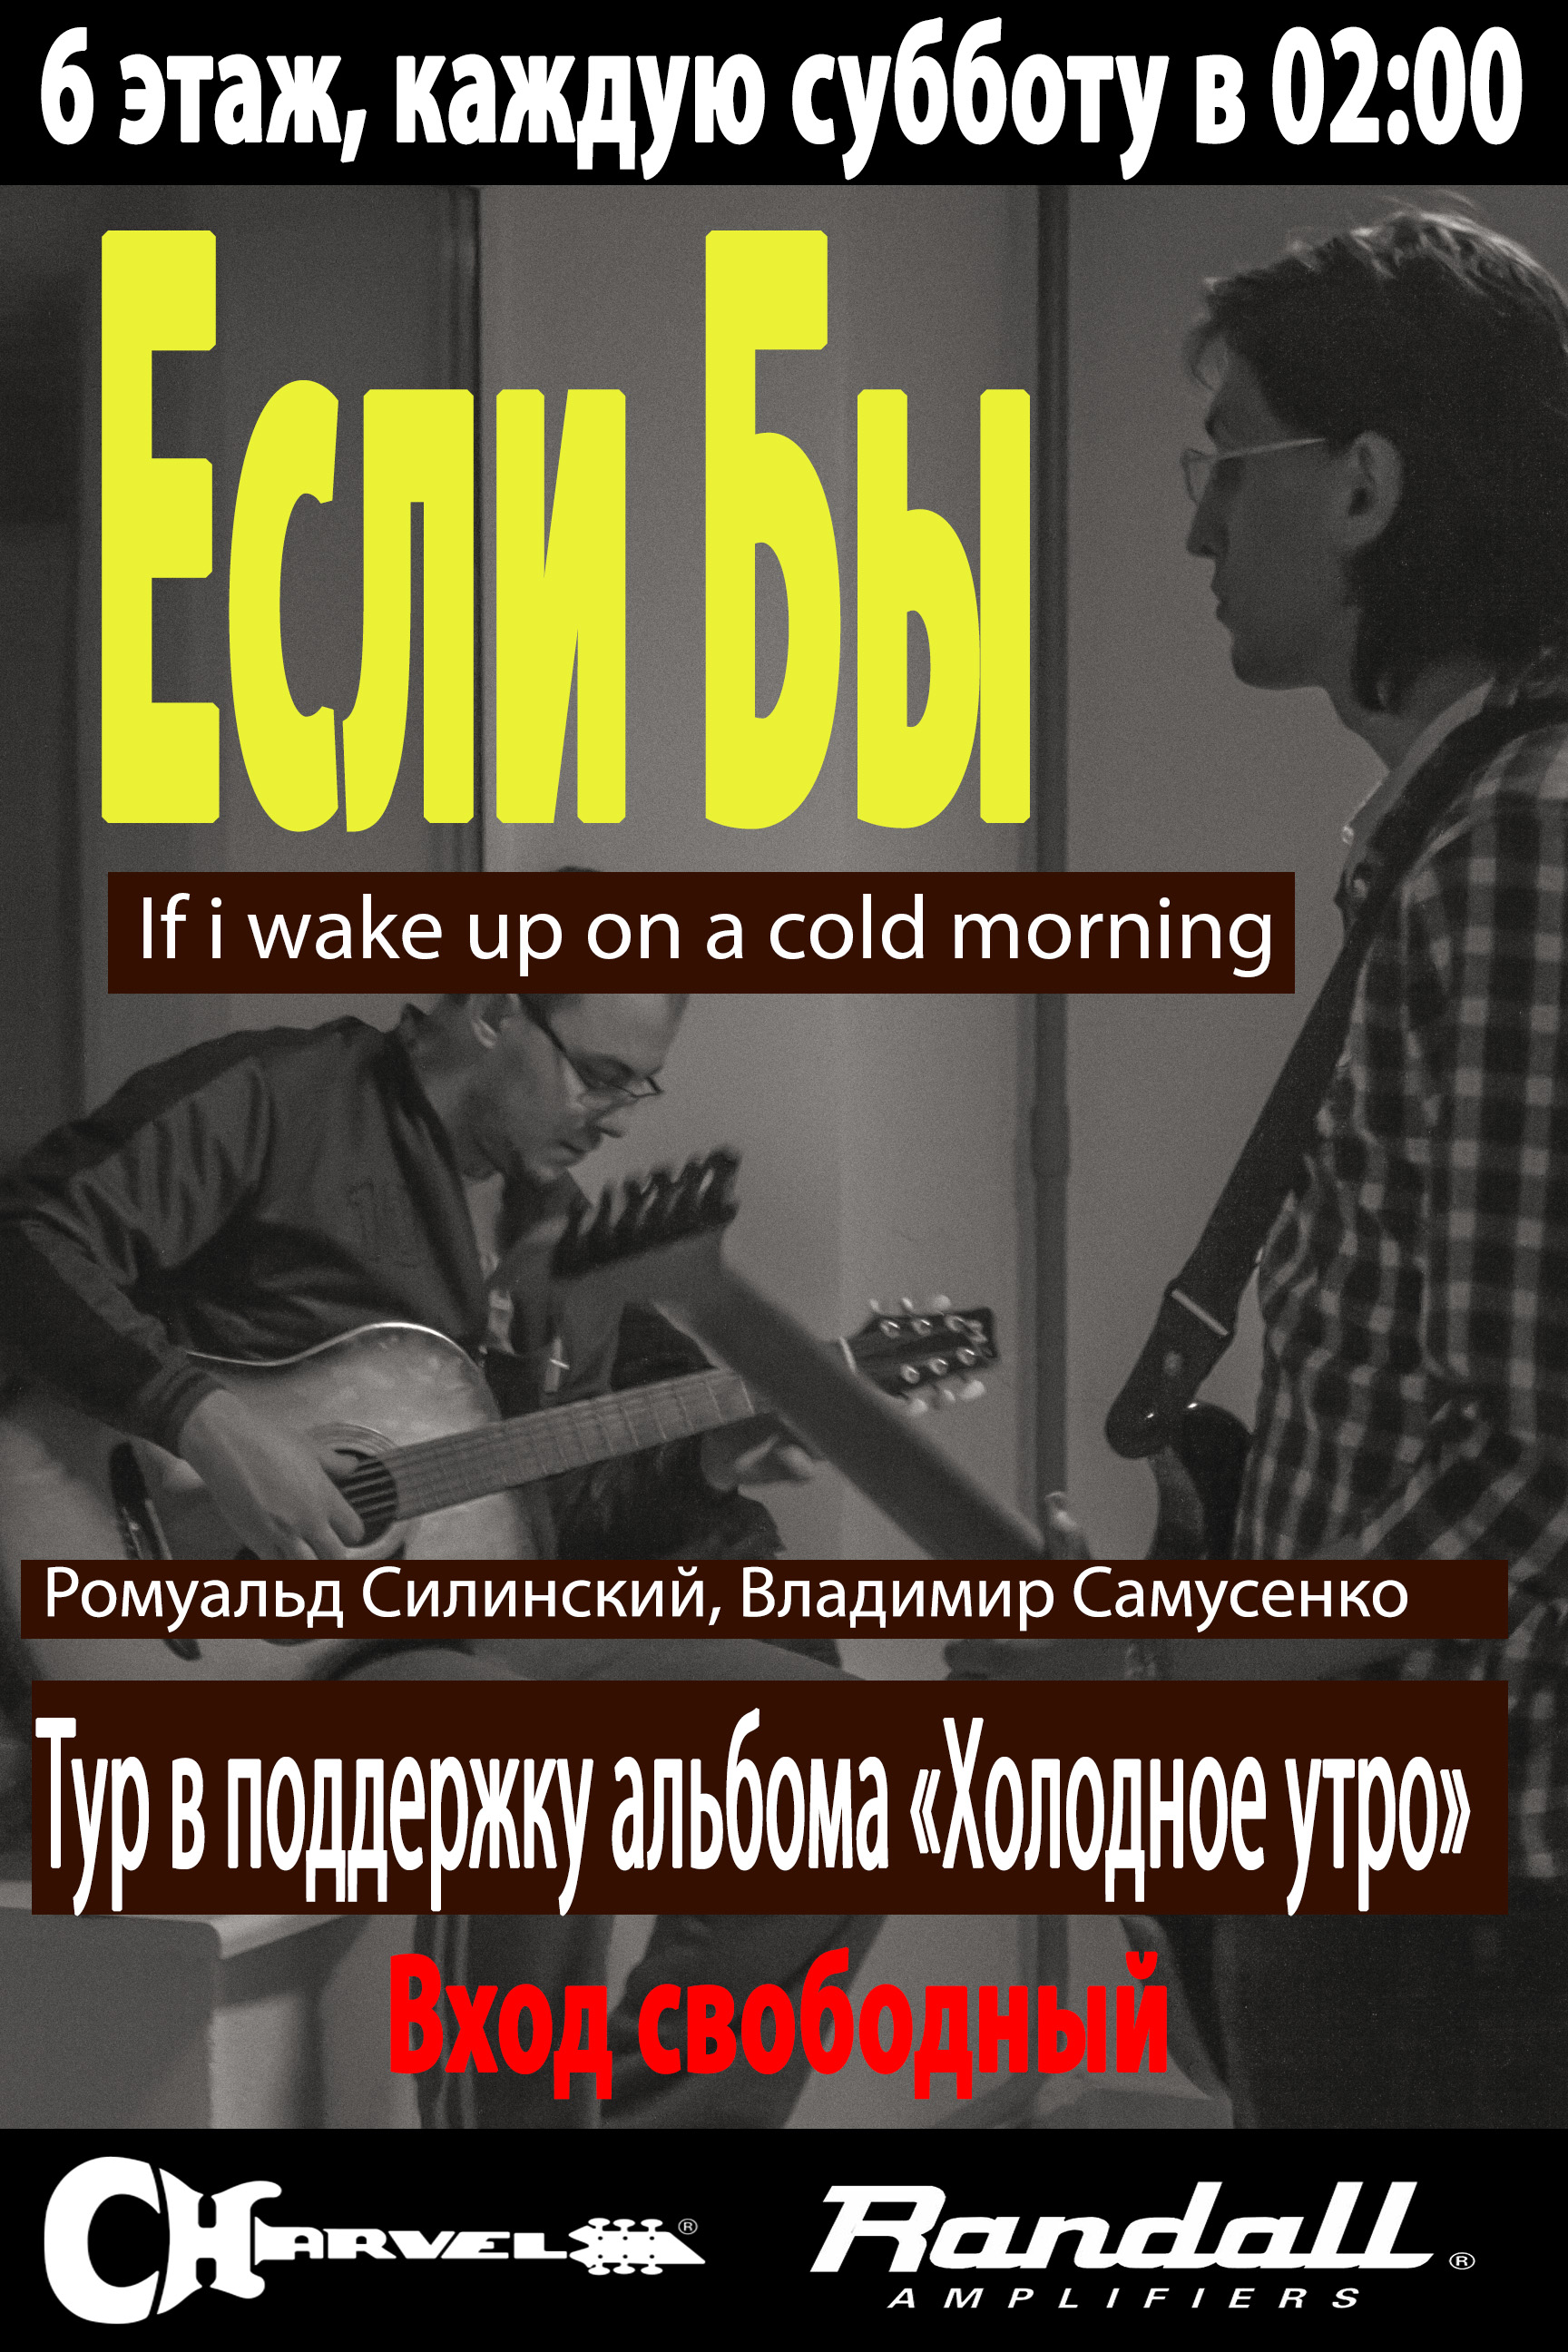 6 этаж, каждую субботу в 02:00
Если Бы
If i wake up on a cold morning
Ромуальд Силинский, Владимир Самусенко
Тур в поддержку альбома «Холодное утро»
Вход свободный
CHARVEL ®
Randall ®
AMPLIFIERS